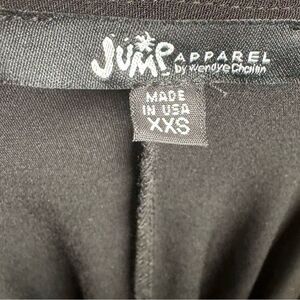 JUMP APPAREL
by Wendye Chaitin
MADE
IN USA
XXS